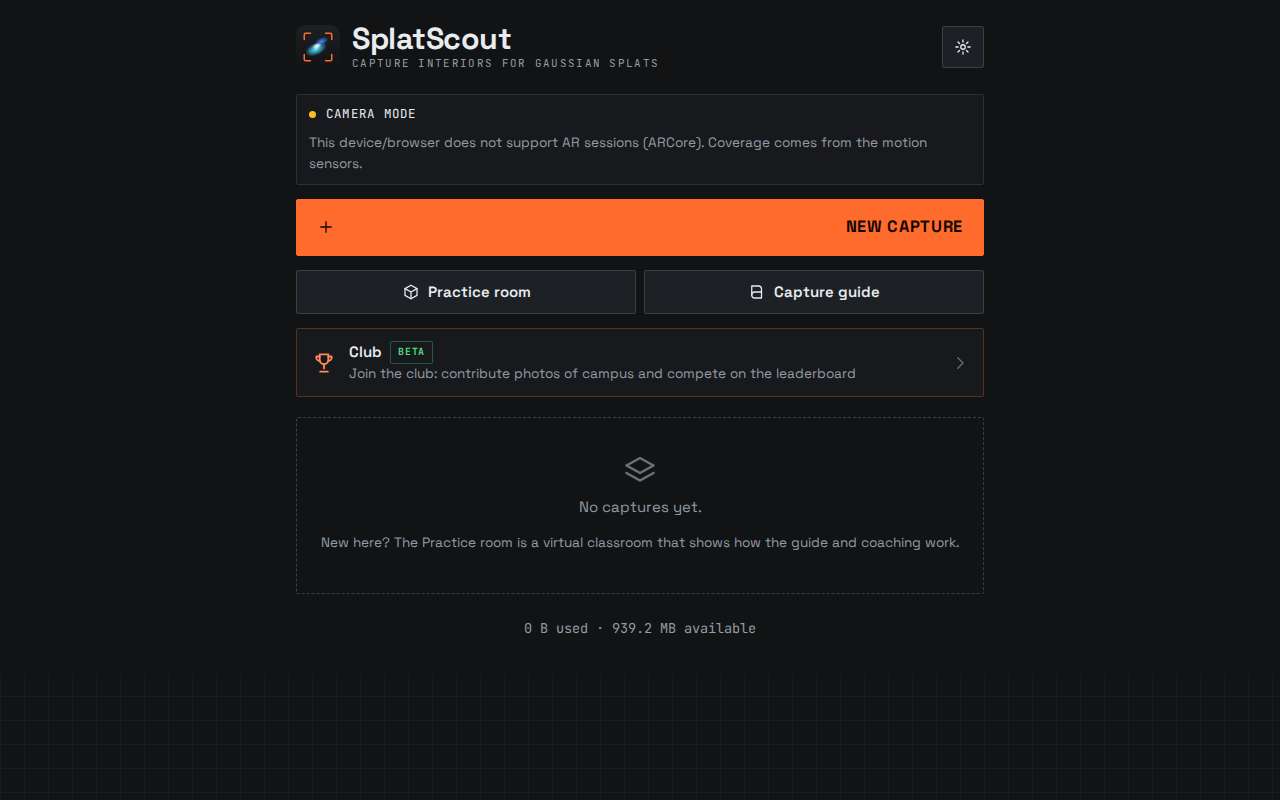 SplatScout
CAPTURE INTERIORS FOR GAUSSIAN SPLATS
CAMERA MODE
This device/browser does not support AR sessions (ARCore). Coverage comes from the motion
sensors.
+ NEW CAPTURE
Practice room
Capture guide
Club BETA
Join the club: contribute photos of campus and compete on the leaderboard
No captures yet.
New here? The Practice room is a virtual classroom that shows how the guide and coaching work.
0 B used · 939.2 MB available